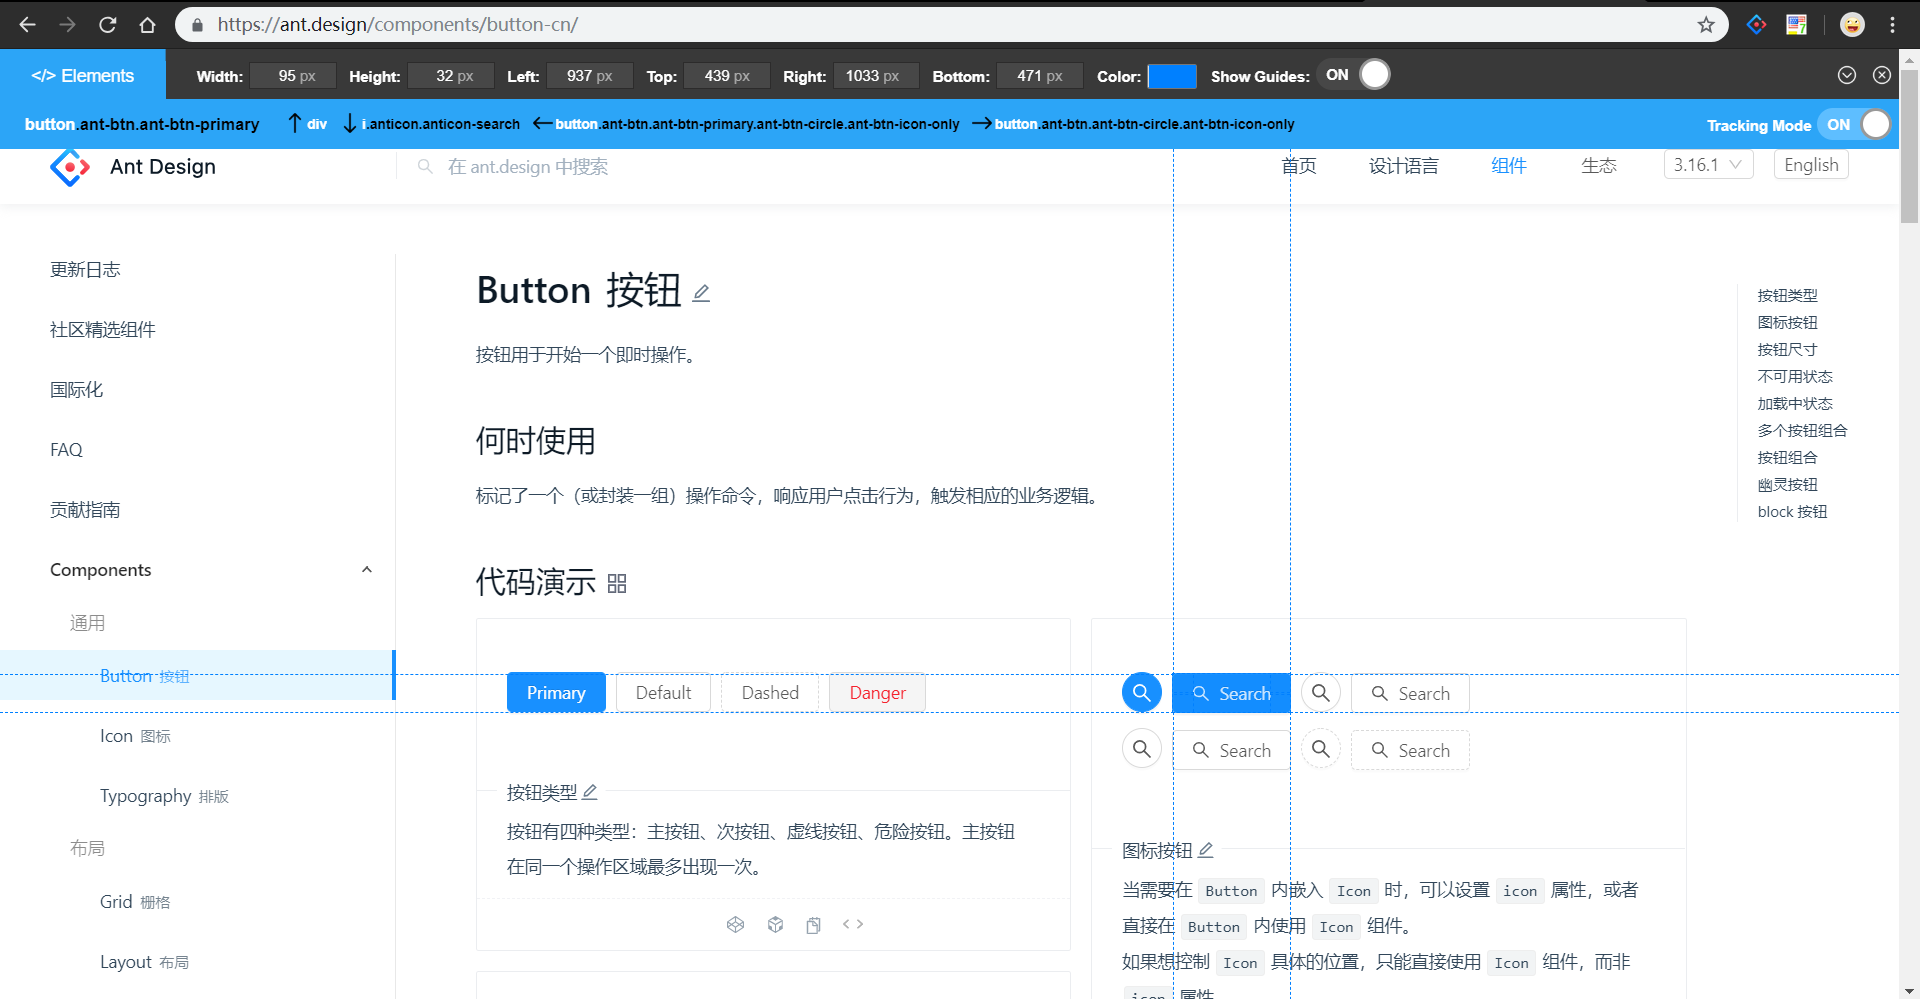 https://ant.design/components/button-cn/
</> Elements
Width: 95 px Height: 32 px Left: 937 px Top: 439 px Right: 1033 px Bottom: 471 px Color: Show Guides: ON
button.ant-btn.ant-btn-primary ↑ div ↓ i.anticon.anticon-search ← button.ant-btn.ant-btn-primary.ant-btn-circle.ant-btn-icon-only → button.ant-btn.ant-btn-circle.ant-btn-icon-only
Tracking Mode ON
Ant Design
在 ant.design 中搜索
首页 设计语言 组件 生态 3.16.1 English
更新日志
社区精选组件
国际化
FAQ
贡献指南
Components
通用
Button 按钮
Icon 图标
Typography 排版
布局
Grid 栅格
Layout 布局
Button 按钮
按钮用于开始一个即时操作。
何时使用
标记了一个（或封装一组）操作命令，响应用户点击行为，触发相应的业务逻辑。
代码演示
Primary Default Dashed Danger
按钮类型
按钮有四种类型：主按钮、次按钮、虚线按钮、危险按钮。主按钮
在同一个操作区域最多出现一次。
Search Search
Search Search
图标按钮
当需要在 Button 内嵌入 Icon 时，可以设置 icon 属性，或者
直接在 Button 内使用 Icon 组件。
如果想控制 Icon 具体的位置，只能直接使用 Icon 组件，而非
icon 属性
按钮类型
图标按钮
按钮尺寸
不可用状态
加载中状态
多个按钮组合
按钮组合
幽灵按钮
block 按钮